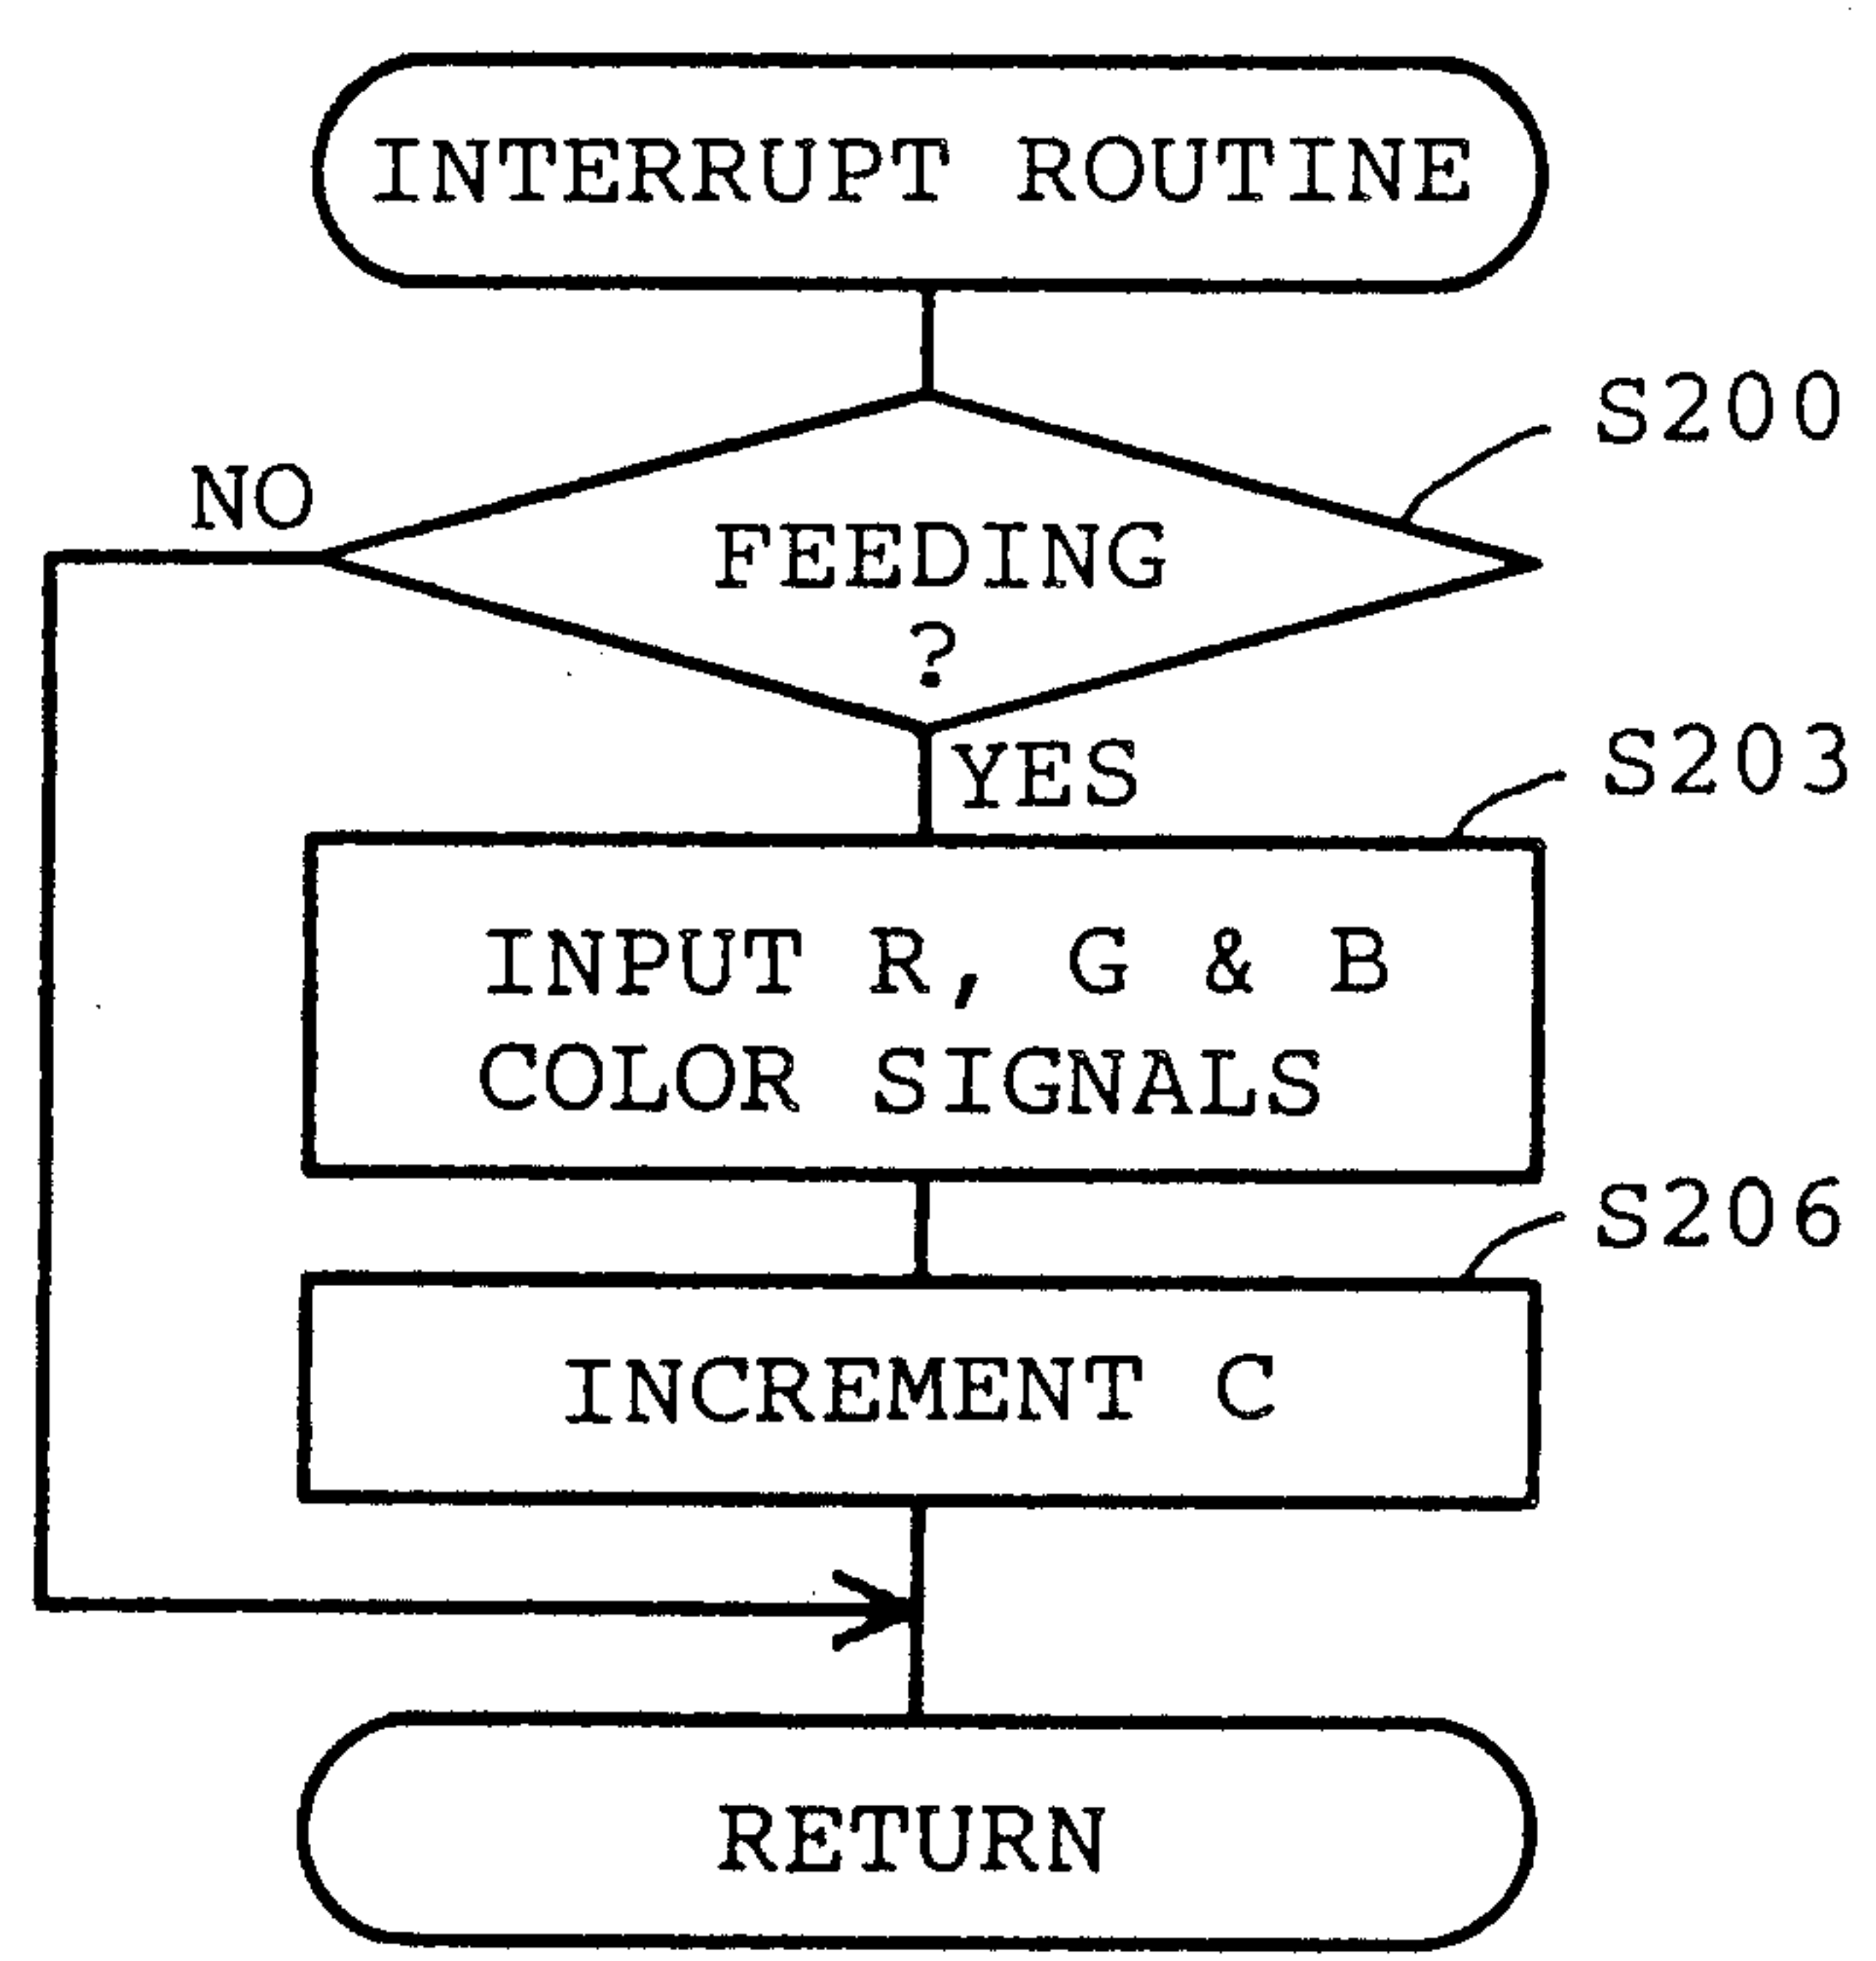 INTERRUPT ROUTINE
S200
NO
FEEDING
?
YES
S203
INPUT R, G & B
COLOR SIGNALS
S206
INCREMENT C
RETURN